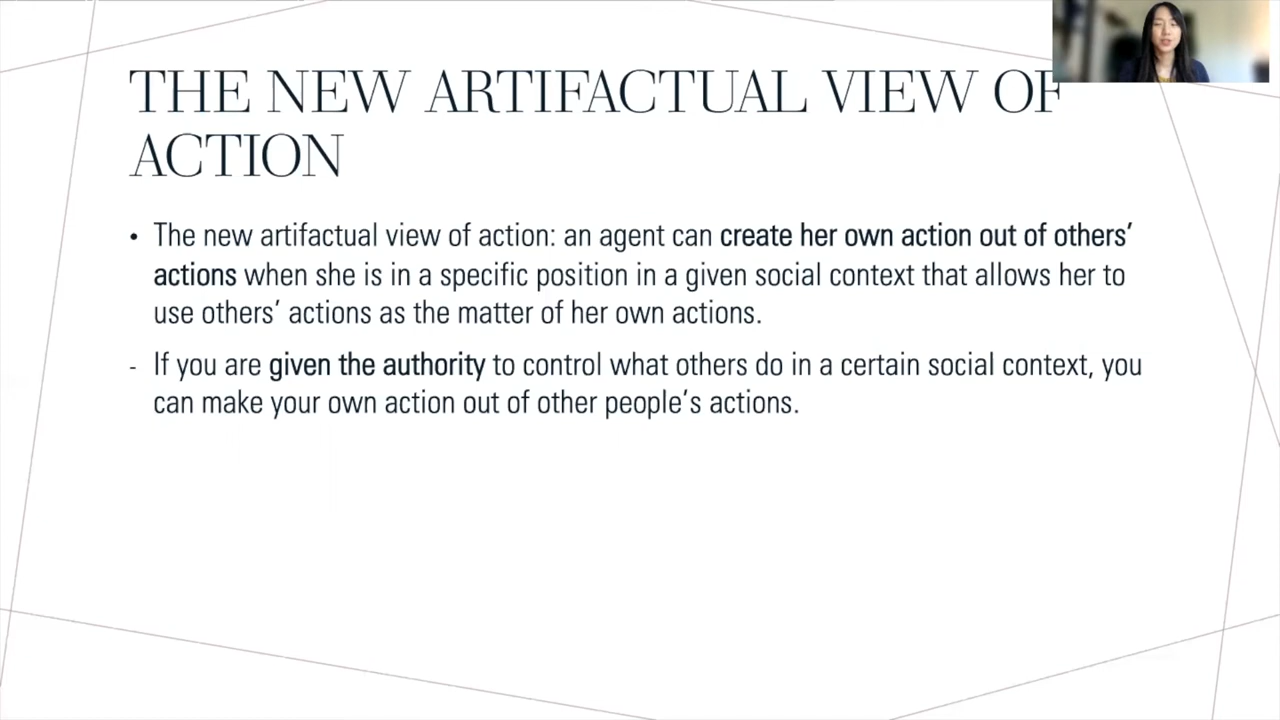 THE NEW ARTIFACTUAL VIEW OF
ACTION
• The new artifactual view of action: an agent can create her own action out of others’
actions when she is in a specific position in a given social context that allows her to
use others’ actions as the matter of her own actions.
- If you are given the authority to control what others do in a certain social context, you
can make your own action out of other people’s actions.